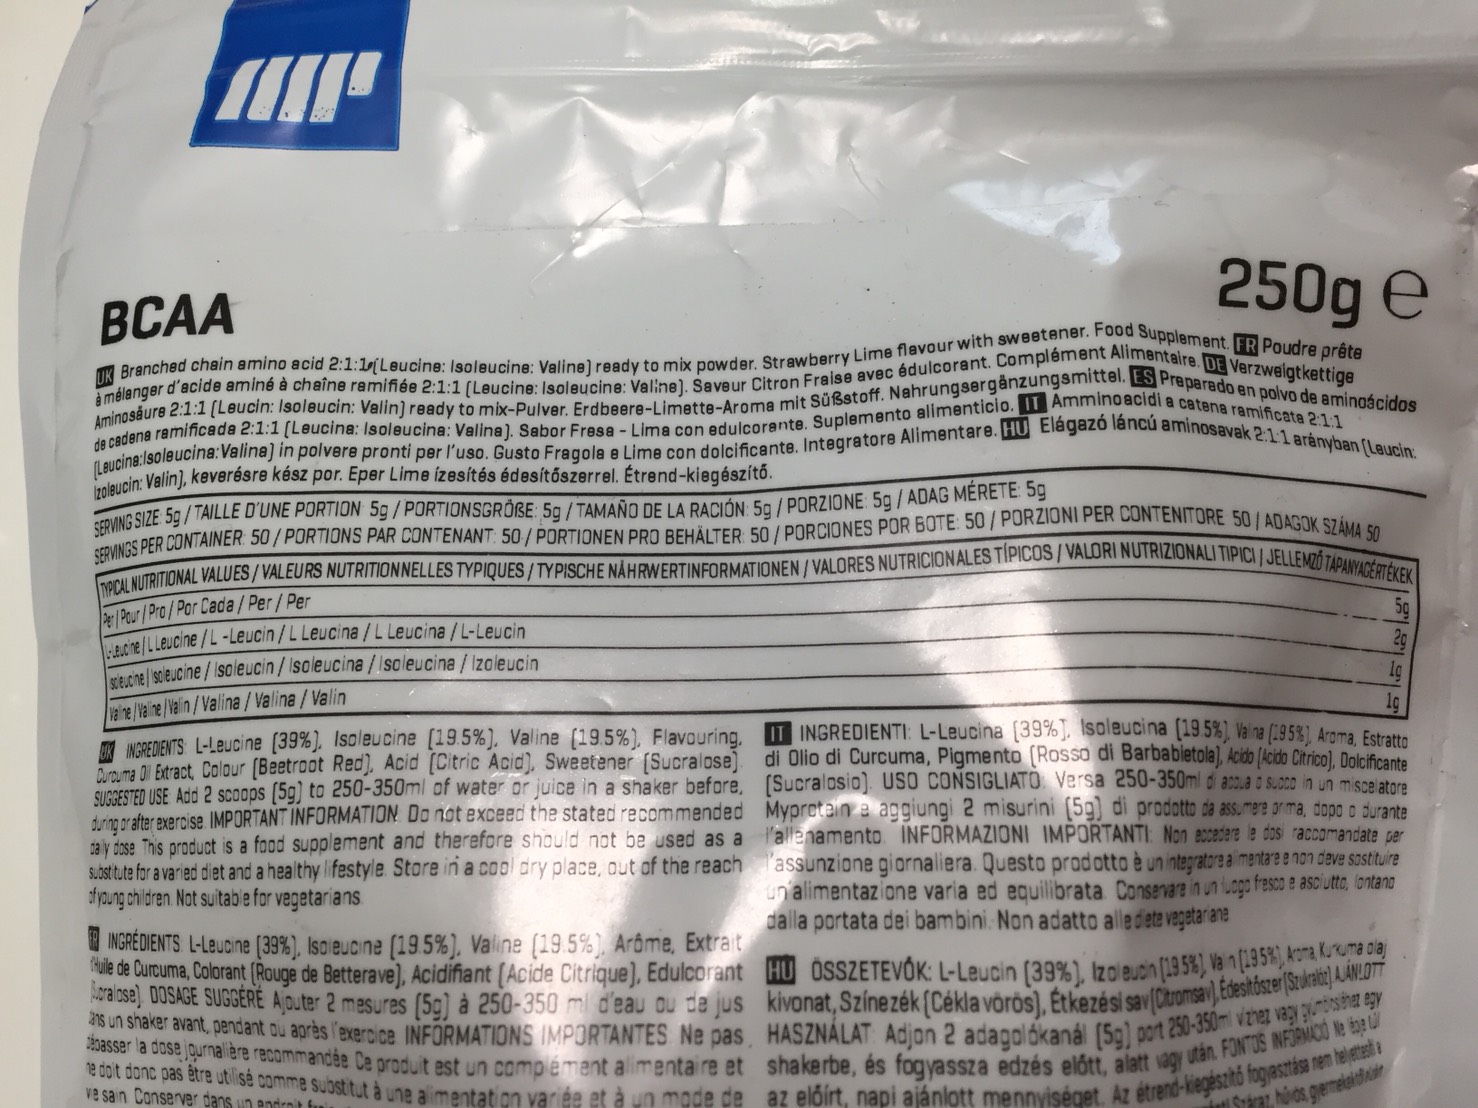 MP
BCAA
250g ℮
UK Branched chain amino acid 2:1:1 (Leucine: Isoleucine: Valine) ready to mix powder. Strawberry Lime flavour with sweetener. Food Supplement. FR Poudre prête
à mélanger d'acide aminé à chaîne ramifiée 2:1:1 (Leucine: Isoleucine: Valine). Saveur Citron Fraise avec édulcorant. Complément Alimentaire. DE Verzweigtkettige
Aminosäure 2:1:1 (Leucin: Isoleucin: Valin) ready to mix-Pulver. Erdbeere-Limette-Aroma mit Süßstoff. Nahrungsergänzungsmittel. ES Preparado en polvo de aminoácidos
de cadena ramificada 2:1:1 (Leucina: Isoleucina: Valina). Sabor Fresa - Lima con edulcorante. Suplemento alimenticio. IT Amminoacidi a catena ramificata 2:1:1
(Leucina:Isoleucina:Valina) in polvere pronti per l'uso. Gusto Fragola e Lime con dolcificante. Integratore Alimentare. HU Elágazó láncú aminosavak 2:1:1 arányban (Leucin:
Izoleucin: Valin), keverésre kész por. Eper Lime ízesítés édesítőszerrel. Étrend-kiegészítő.
SERVING SIZE: 5g / TAILLE D'UNE PORTION 5g / PORTIONSGRÖßE: 5g / TAMAÑO DE LA RACIÓN: 5g / PORZIONE: 5g / ADAG MÉRETE: 5g
SERVINGS PER CONTAINER: 50 / PORTIONS PAR CONTENANT: 50 / PORTIONEN PRO BEHÄLTER: 50 / PORCIONES POR BOTE: 50 / PORZIONI PER CONTENITORE 50 / ADAGOK SZÁMA 50
TYPICAL NUTRITIONAL VALUES / VALEURS NUTRITIONNELLES TYPIQUES / TYPISCHE NÄHRWERTINFORMATIONEN / VALORES NUTRICIONALES TÍPICOS / VALORI NUTRIZIONALI TIPICI / JELLEMZŐ TÁPANYAGÉRTÉKEK
Per / Pour / Pro / Por Cada / Per / Per 5g
L-Leucine / L Leucine / L -Leucin / L Leucina / L Leucina / L-Leucin 2g
Isoleucine / Isoleucine / Isoleucin / Isoleucina / Isoleucina / Izoleucin 1g
Valine / Valine / Valin / Valina / Valina / Valin 1g
UK INGREDIENTS: L-Leucine (39%), Isoleucine (19.5%), Valine (19.5%), Flavouring,
Curcuma Oil Extract, Colour (Beetroot Red), Acid (Citric Acid), Sweetener (Sucralose)
SUGGESTED USE Add 2 scoops (5g) to 250-350ml of water or juice in a shaker before,
during or after exercise. IMPORTANT INFORMATION Do not exceed the stated recommended
daily dose This product is a food supplement and therefore should not be used as a
substitute for a varied diet and a healthy lifestyle. Store in a cool dry place, out of the reach
of young children. Not suitable for vegetarians
FR INGRÉDIENTS L-Leucine (39%), Isoleucine (19.5%), Valine (19.5%), Arôme, Extrait
d'Huile de Curcuma, Colorant (Rouge de Betterave), Acidifiant (Acide Citrique), Edulcorant
(Sucralose). DOSAGE SUGGÉRÉ Ajouter 2 mesures (5g) à 250-350 ml d'eau ou de jus
dans un shaker avant, pendant ou après l'exercice INFORMATIONS IMPORTANTES Ne pas
dépasser la dose journalière recommandée Ce produit est un complément alimentaire et
ne doit donc pas être utilisé comme substitut à une alimentation variée et à un mode de
vie sain Conserver dans un endroit
IT INGREDIENTI: L-Leucina (39%), Isoleucina (19.5%), Valina (19.5%), Aroma, Estratto
di Olio di Curcuma, Pigmento (Rosso di Barbabietola), Acido (Acido Citrico), Dolcificante
(Sucralosio). USO CONSIGLIATO: Versa 250-350ml di acqua o succo in un miscelatore
Myprotein e aggiungi 2 misurini (5g) di prodotto da assumere prima, dopo o durante
l'allenamento. INFORMAZIONI IMPORTANTI: Non eccedere le dosi raccomandate per
l'assunzione giornaliera. Questo prodotto è un integratore alimentare e non deve sostituire
un'alimentazione varia ed equilibrata. Conservare in un luogo fresco e asciutto, lontano
dalla portata dei bambini. Non adatto alle diete vegetariane
HU ÖSSZETEVŐK: L-Leucin (39%), Izoleucin (19.5%), Valin (19.5%), Aroma, Kurkuma olaj
kivonat, Színezék (Cékla vörös), Étkezési sav (Citromsav), Édesítőszer (Szukralóz) AJÁNLOTT
HASZNÁLAT: Adjon 2 adagolókanál (5g) port 250-350ml vízhez vagy gyümölcsléhez egy
shakerbe, és fogyassza edzés előtt, alatt vagy után. FONTOS INFORMÁCIÓ Ne lépje túl
az előírt, napi ajánlott mennyiséget. Az étrend-kiegészítő fogyasztása nem helyettesíti a
Száraz, hűvös, gyermekektől